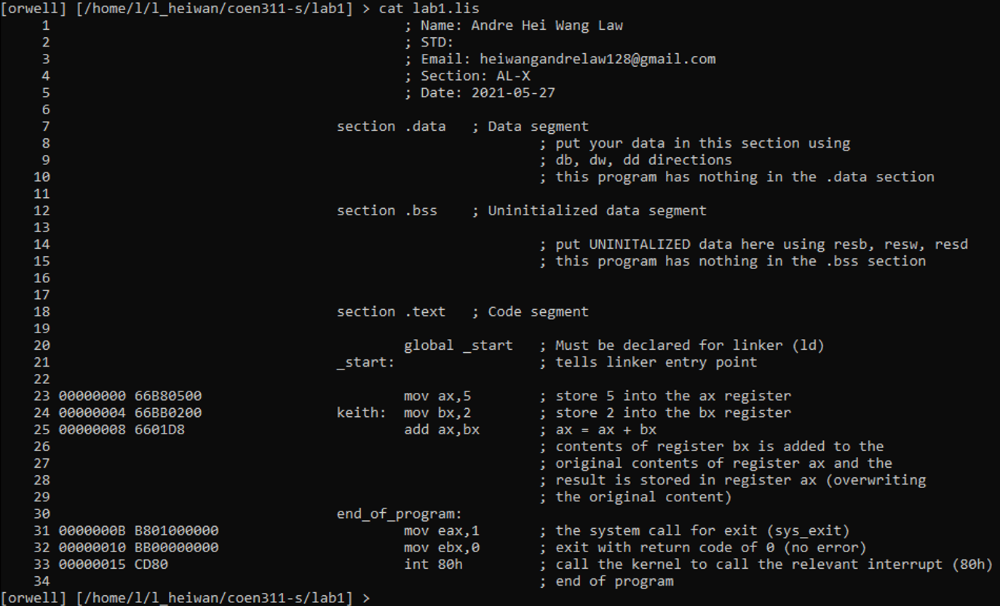 [orwell] [/home/l/l_heiwan/coen311-s/lab1] > cat lab1.lis
     1                                          ; Name: Andre Hei Wang Law
     2                                          ; STD:
     3                                          ; Email: heiwangandrelaw128@gmail.com
     4                                          ; Section: AL-X
     5                                          ; Date: 2021-05-27
     6
     7                                  section .data   ; Data segment
     8                                                          ; put your data in this section using
     9                                                          ; db, dw, dd directions
    10                                                          ; this program has nothing in the .data section
    11
    12                                  section .bss    ; Uninitialized data segment
    13
    14                                                          ; put UNINITALIZED data here using resb, resw, resd
    15                                                          ; this program has nothing in the .bss section
    16
    17
    18                                  section .text   ; Code segment
    19
    20                                          global _start   ; Must be declared for linker (ld)
    21                                  _start:                 ; tells linker entry point
    22
    23 00000000 66B80500                        mov ax,5        ; store 5 into the ax register
    24 00000004 66BB0200                keith:  mov bx,2        ; store 2 into the bx register
    25 00000008 6601D8                          add ax,bx       ; ax = ax + bx
    26                                                          ; contents of register bx is added to the
    27                                                          ; original contents of register ax and the
    28                                                          ; result is stored in register ax (overwriting
    29                                                          ; the original content)
    30                                  end_of_program:
    31 0000000B B801000000                      mov eax,1       ; the system call for exit (sys_exit)
    32 00000010 BB00000000                      mov ebx,0       ; exit with return code of 0 (no error)
    33 00000015 CD80                            int 80h         ; call the kernel to call the relevant interrupt (80h)
    34                                                          ; end of program
[orwell] [/home/l/l_heiwan/coen311-s/lab1] >